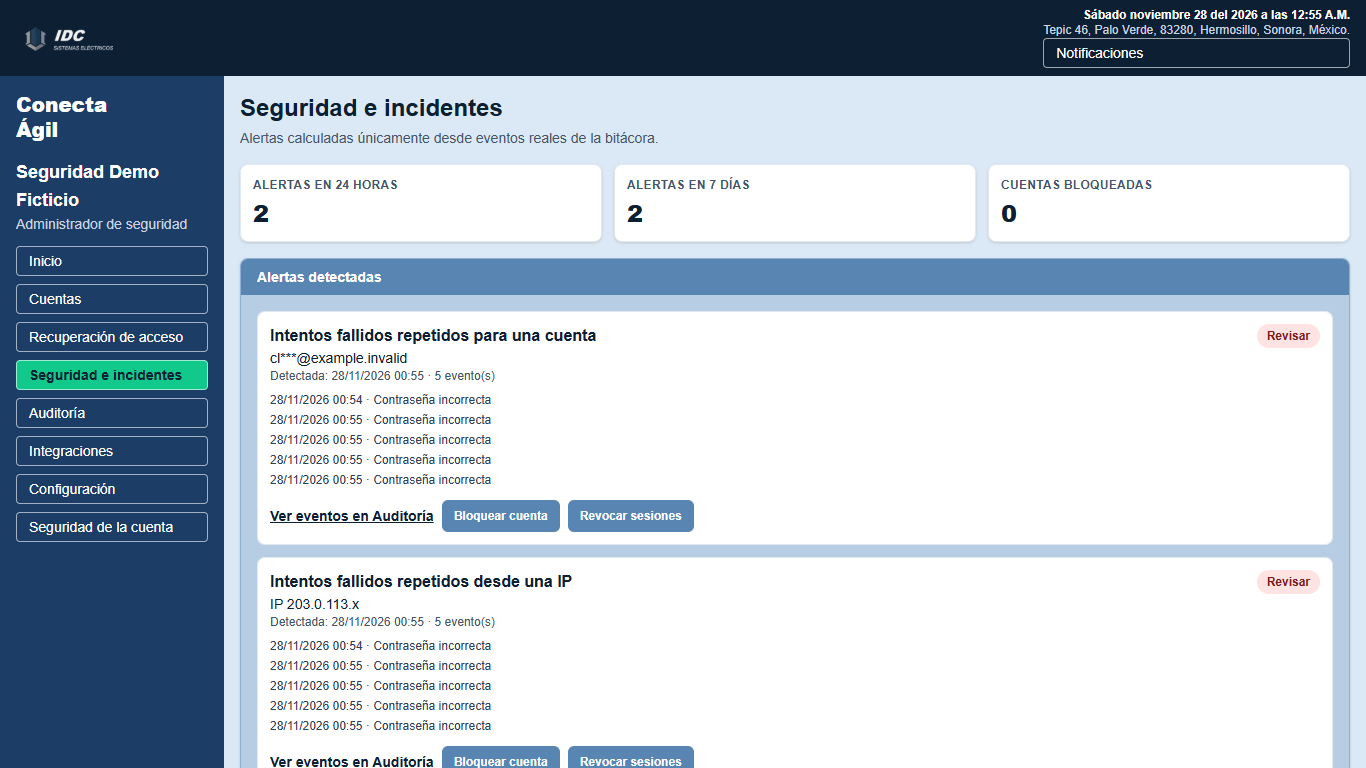 IDC
SISTEMAS ELÉCTRICOS
Sábado noviembre 28 del 2026 a las 12:55 A.M.
Tepic 46, Palo Verde, 83280, Hermosillo, Sonora, México.
Notificaciones
Conecta
Ágil
Seguridad Demo
Ficticio
Administrador de seguridad
Inicio
Cuentas
Recuperación de acceso
Seguridad e incidentes
Auditoría
Integraciones
Configuración
Seguridad de la cuenta
Seguridad e incidentes
Alertas calculadas únicamente desde eventos reales de la bitácora.
ALERTAS EN 24 HORAS
2
ALERTAS EN 7 DÍAS
2
CUENTAS BLOQUEADAS
0
Alertas detectadas
Intentos fallidos repetidos para una cuenta
Revisar
cl***@example.invalid
Detectada: 28/11/2026 00:55 · 5 evento(s)
28/11/2026 00:54 · Contraseña incorrecta
28/11/2026 00:55 · Contraseña incorrecta
28/11/2026 00:55 · Contraseña incorrecta
28/11/2026 00:55 · Contraseña incorrecta
28/11/2026 00:55 · Contraseña incorrecta
Ver eventos en Auditoría
Bloquear cuenta
Revocar sesiones
Intentos fallidos repetidos desde una IP
Revisar
IP 203.0.113.x
Detectada: 28/11/2026 00:55 · 5 evento(s)
28/11/2026 00:54 · Contraseña incorrecta
28/11/2026 00:55 · Contraseña incorrecta
28/11/2026 00:55 · Contraseña incorrecta
28/11/2026 00:55 · Contraseña incorrecta
28/11/2026 00:55 · Contraseña incorrecta
Ver eventos en Auditoría
Bloquear cuenta
Revocar sesiones